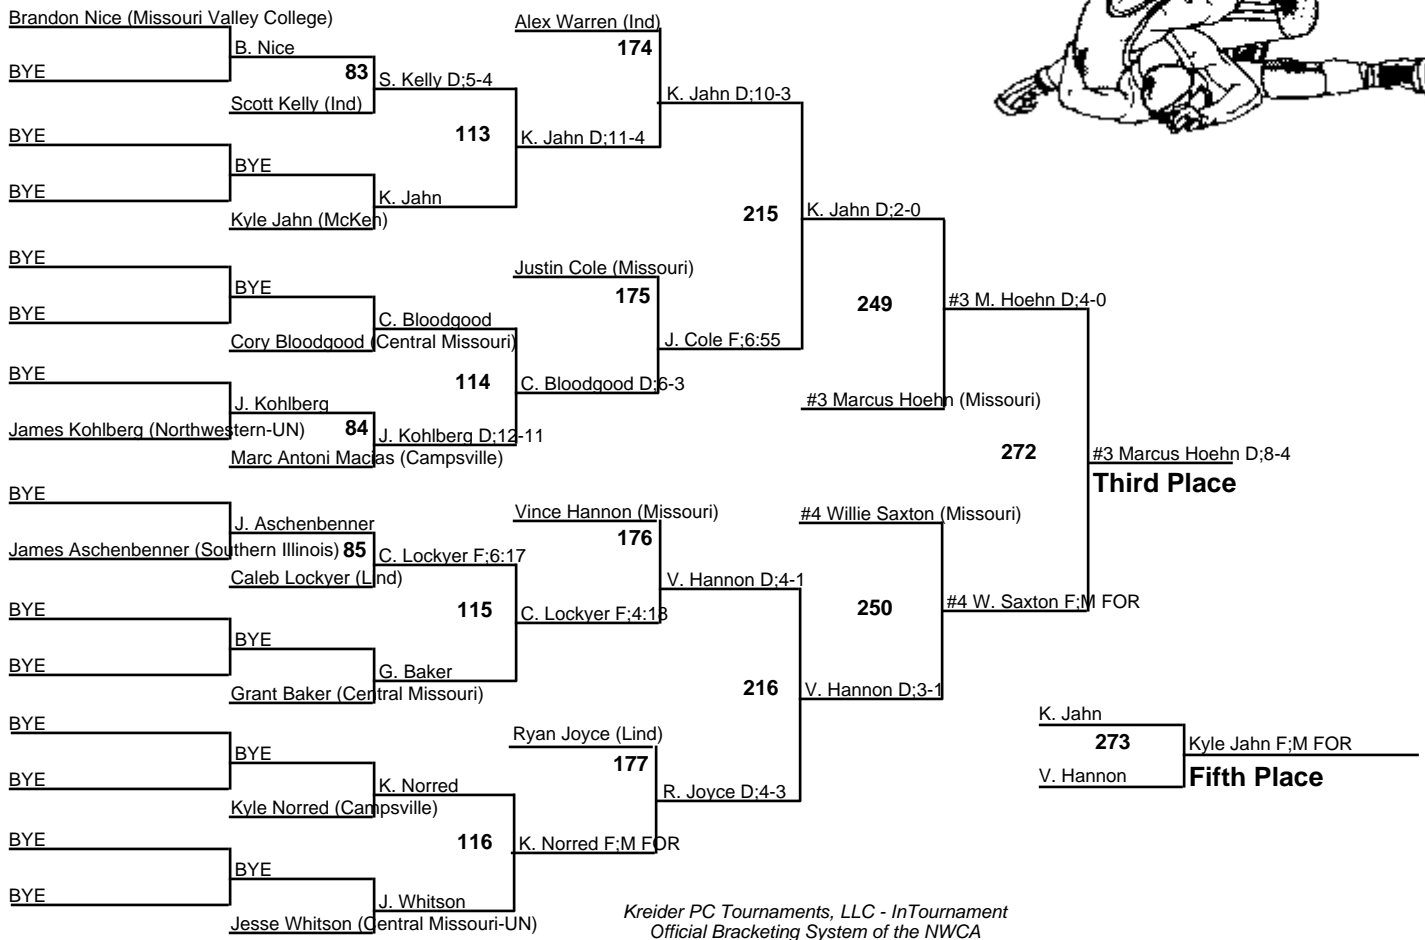 Brandon Nice (Missouri Valley College)
B. Nice
BYE
83
S. Kelly D;5-4
Scott Kelly (Ind)
BYE
113
BYE
BYE
K. Jahn
Kyle Jahn (McKen)
Alex Warren (Ind)
174
K. Jahn D;11-4
K. Jahn D;10-3
BYE
BYE
BYE
C. Bloodgood
Cory Bloodgood (Central Missouri)
114
BYE
J. Kohlberg
James Kohlberg (Northwestern-UN)
84
J. Kohlberg D;12-11
Marc Antoni Macias (Campsville)
Justin Cole (Missouri)
175
C. Bloodgood D;6-3
J. Cole F;6:55
215
K. Jahn D;2-0
249
#3 Marcus Hoehn (Missouri)
#3 M. Hoehn D;4-0
BYE
J. Aschenbenner
James Aschenbenner (Southern Illinois)
85
C. Lockyer F;6:17
Caleb Lockyer (Lind)
115
BYE
BYE
BYE
G. Baker
Grant Baker (Central Missouri)
Vince Hannon (Missouri)
176
C. Lockyer F;4:18
V. Hannon D;4-1
BYE
BYE
BYE
K. Norred
Kyle Norred (Campsville)
116
BYE
BYE
BYE
J. Whitson
Jesse Whitson (Central Missouri-UN)
Ryan Joyce (Lind)
177
K. Norred F;M FOR
R. Joyce D;4-3
216
#4 Willie Saxton (Missouri)
250
V. Hannon D;3-1
#4 W. Saxton F;M FOR
272
#3 Marcus Hoehn D;8-4
Third Place
K. Jahn
273
V. Hannon
Kyle Jahn F;M FOR
Fifth Place
Kreider PC Tournaments, LLC - InTournament
Official Bracketing System of the NWCA